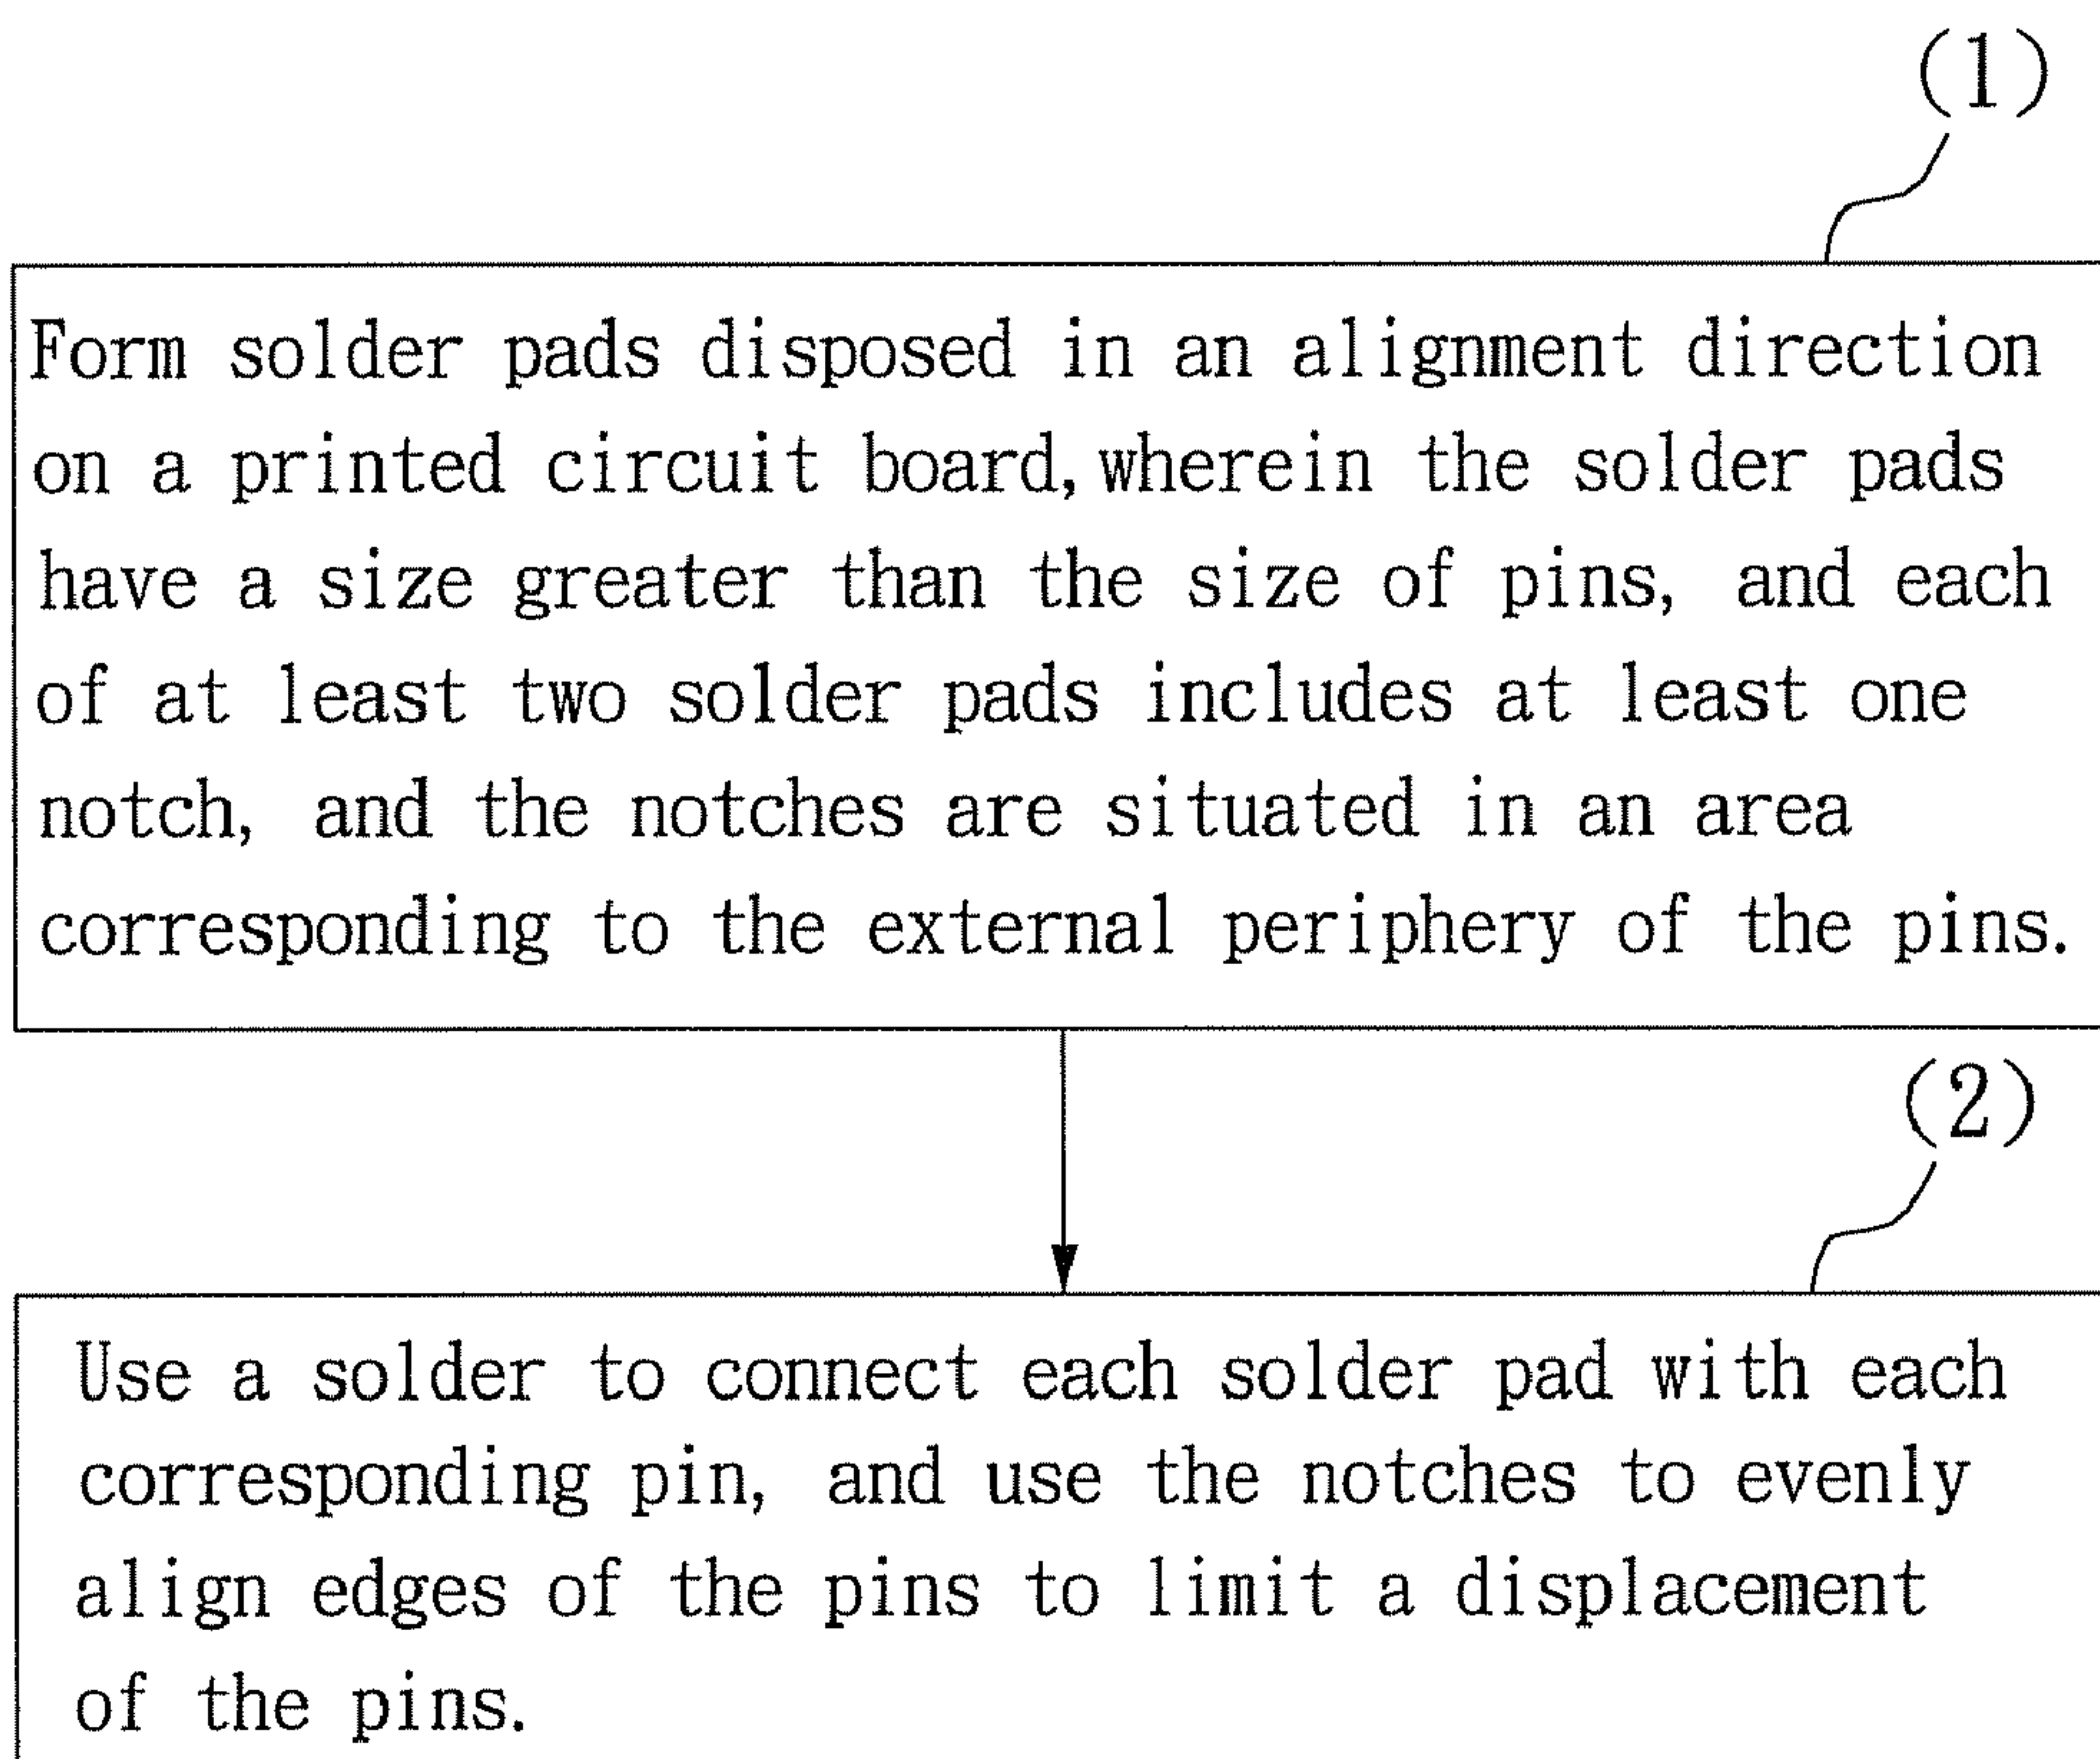 (1)
Form solder pads disposed in an alignment direction
on a printed circuit board, wherein the solder pads
have a size greater than the size of pins, and each
of at least two solder pads includes at least one
notch, and the notches are situated in an area
corresponding to the external periphery of the pins.
(2)
Use a solder to connect each solder pad with each
corresponding pin, and use the notches to evenly
align edges of the pins to limit a displacement
of the pins.